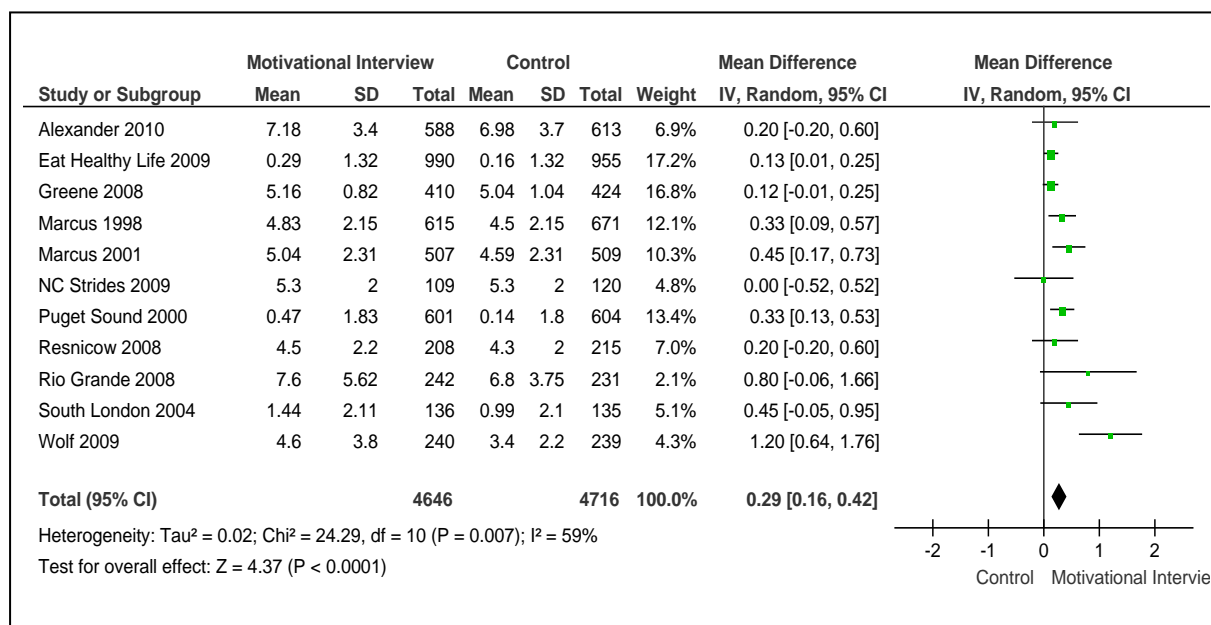 Motivational Interview Control Mean Difference Mean Difference
Study or Subgroup Mean SD Total Mean SD Total Weight IV, Random, 95% CI IV, Random, 95% CI
Alexander 2010 7.18 3.4 588 6.98 3.7 613 6.9% 0.20 [-0.20, 0.60]
Eat Healthy Life 2009 0.29 1.32 990 0.16 1.32 955 17.2% 0.13 [0.01, 0.25]
Greene 2008 5.16 0.82 410 5.04 1.04 424 16.8% 0.12 [-0.01, 0.25]
Marcus 1998 4.83 2.15 615 4.5 2.15 671 12.1% 0.33 [0.09, 0.57]
Marcus 2001 5.04 2.31 507 4.59 2.31 509 10.3% 0.45 [0.17, 0.73]
NC Strides 2009 5.3 2 109 5.3 2 120 4.8% 0.00 [-0.52, 0.52]
Puget Sound 2000 0.47 1.83 601 0.14 1.8 604 13.4% 0.33 [0.13, 0.53]
Resnicow 2008 4.5 2.2 208 4.3 2 215 7.0% 0.20 [-0.20, 0.60]
Rio Grande 2008 7.6 5.62 242 6.8 3.75 231 2.1% 0.80 [-0.06, 1.66]
South London 2004 1.44 2.11 136 0.99 2.1 135 5.1% 0.45 [-0.05, 0.95]
Wolf 2009 4.6 3.8 240 3.4 2.2 239 4.3% 1.20 [0.64, 1.76]
Total (95% CI) 4646 4716 100.0% 0.29 [0.16, 0.42]
Heterogeneity: Tau² = 0.02; Chi² = 24.29, df = 10 (P = 0.007); I² = 59%
Test for overall effect: Z = 4.37 (P < 0.0001)
-2 -1 0 1 2
Control Motivational Intervie